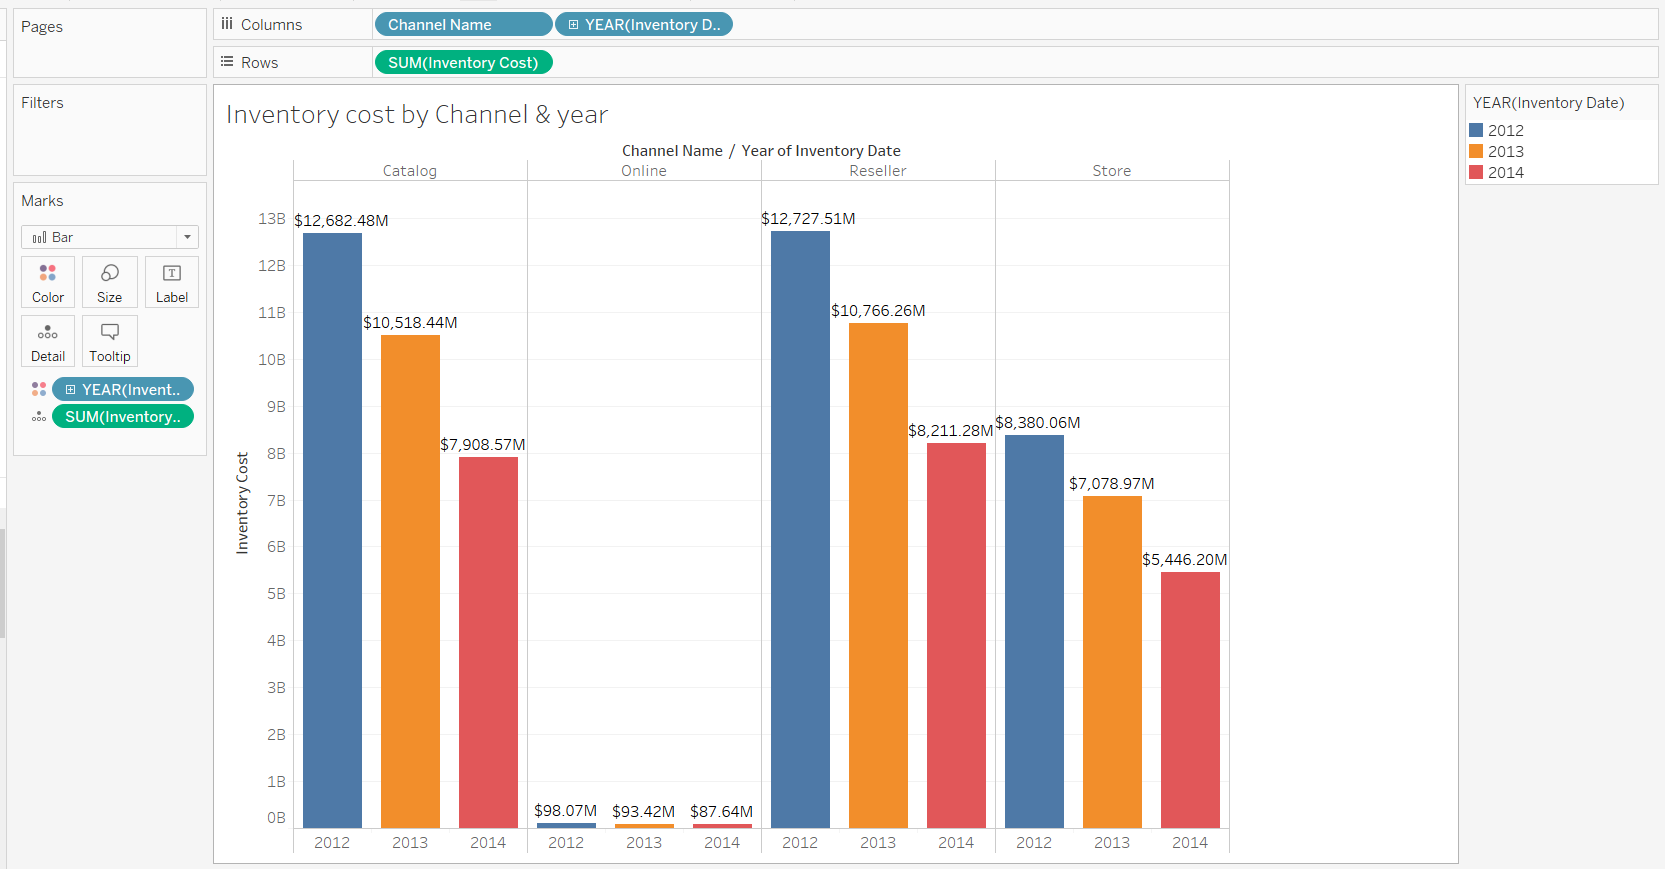 Pages
Columns
Channel Name
YEAR(Inventory D..
Rows
SUM(Inventory Cost)
Filters
Marks
Bar
Color Size Label
Detail Tooltip
YEAR(Invent..
SUM(Inventory..
Inventory cost by Channel & year
Channel Name / Year of Inventory Date
Catalog Online Reseller Store
Inventory Cost
13B
12B
11B
10B
9B
8B
7B
6B
5B
4B
3B
2B
1B
0B
$12,682.48M
$10,518.44M
$7,908.57M
$98.07M
$93.42M
$87.64M
$12,727.51M
$10,766.26M
$8,211.28M
$8,380.06M
$7,078.97M
$5,446.20M
2012 2013 2014 2012 2013 2014 2012 2013 2014 2012 2013 2014
YEAR(Inventory Date)
2012
2013
2014